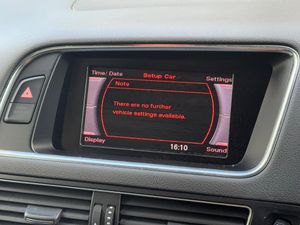 Time/Date
Setup Car
Settings
Note
There are no further
vehicle settings available.
Display
16:10
Sound